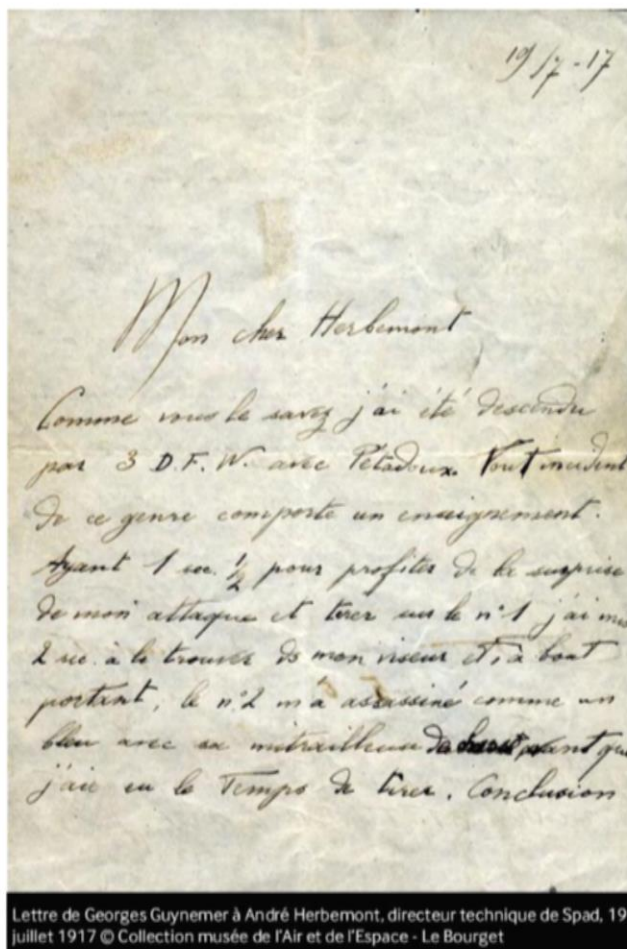 19/7-17
Mon cher Herbemont
Comme vous le savez j'ai été descendu
par 3 D.F.W. avec Pétadoux. Tout incident
de ce genre comporte un enseignement.
Ayant 1 sec. 1/2 pour profiter de la surprise
de mon attaque et tirer sur le n°1 j'ai mis
2 sec. à le trouver ds mon viseur et, à bout
portant, le n°2 m'a assassiné comme un
bleu avec sa mitrailleuse avant que
j'aie eu le Temps de tirer. Conclusion
Lettre de Georges Guynemer à André Herbemont, directeur technique de Spad, 19
juillet 1917 © Collection musée de l'Air et de l'Espace - Le Bourget